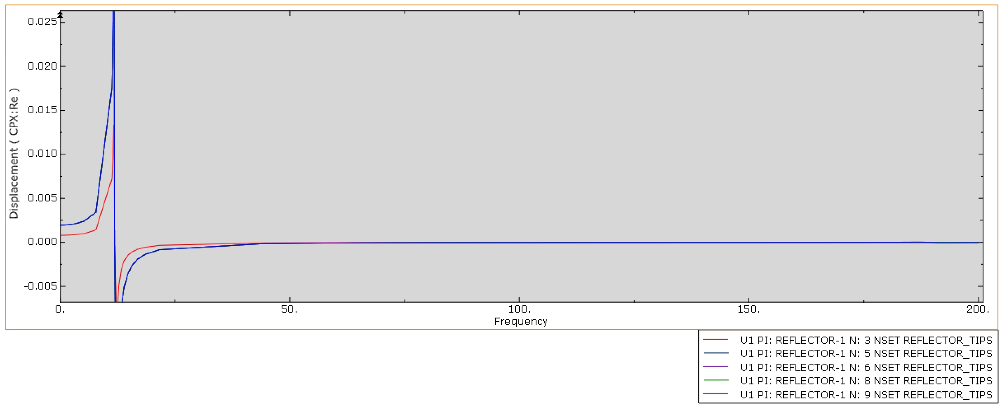 0.025
0.020
0.015
0.010
0.005
0.000
-0.005
Displacement ( CPX:Re )
0. 50. 100. 150. 200.
Frequency
U1 PI: REFLECTOR-1 N: 3 NSET REFLECTOR_TIPS
U1 PI: REFLECTOR-1 N: 5 NSET REFLECTOR_TIPS
U1 PI: REFLECTOR-1 N: 6 NSET REFLECTOR_TIPS
U1 PI: REFLECTOR-1 N: 8 NSET REFLECTOR_TIPS
U1 PI: REFLECTOR-1 N: 9 NSET REFLECTOR_TIPS